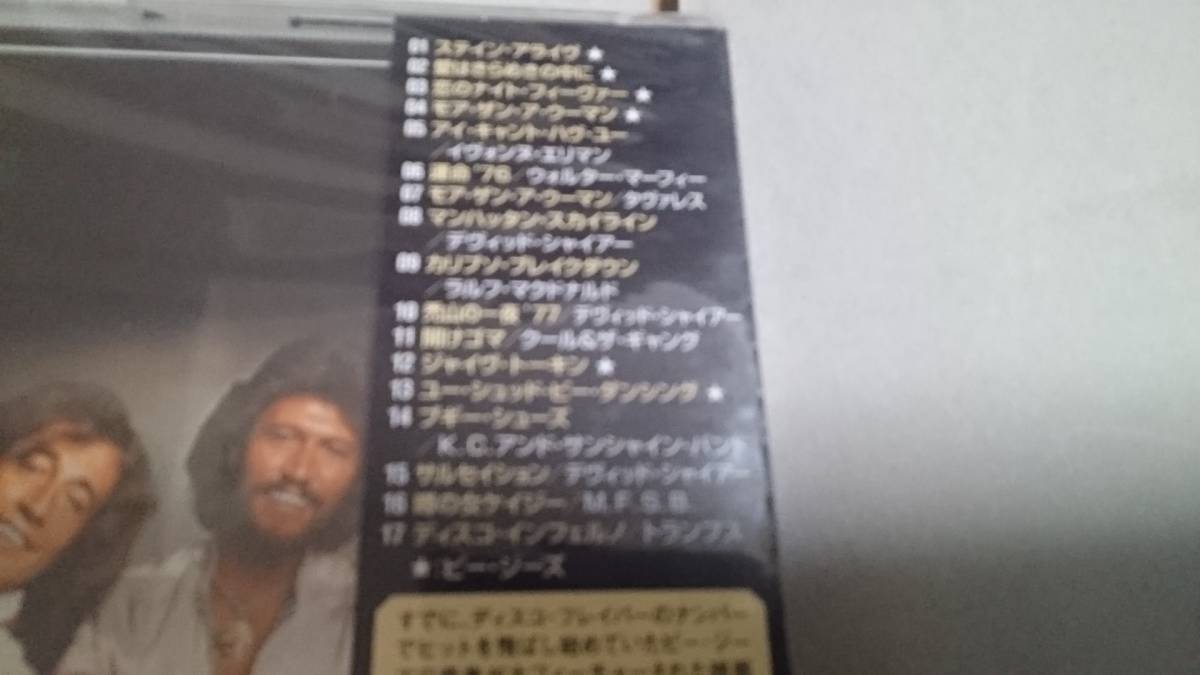 01 ステイン・アライヴ ★
02 愛はきらめきの中に ★
03 恋のナイト・フィーヴァー ★
04 モア・ザン・ア・ウーマン ★
05 アイ・キャント・ハヴ・ユー
/イヴォンヌ・エリマン
06 運命'76/ウォルター・マーフィー
07 モア・ザン・ア・ウーマン/タヴァレス
08 マンハッタン・スカイライン
/デヴィッド・シャイアー
09 カリプソ・ブレイクダウン
/ラルフ・マクドナルド
10 禿山の一夜'77/デヴィッド・シャイアー
11 開けゴマ/クール&ザ・ギャング
12 ジャイヴ・トーキン ★
13 ユー・シュッド・ビー・ダンシング ★
14 ブギー・シューズ
/K.C.アンド・サンシャイン・バンド
15 サルセイション/デヴィッド・シャイアー
16 峰の女ケイジー/M.F.S.B.
17 ディスコ・インフェルノ/トランプス
★:ビー・ジーズ
すでに、ディスコ・フレイバーのナンバー
でヒットを飛ばし始めていたビー・ジー